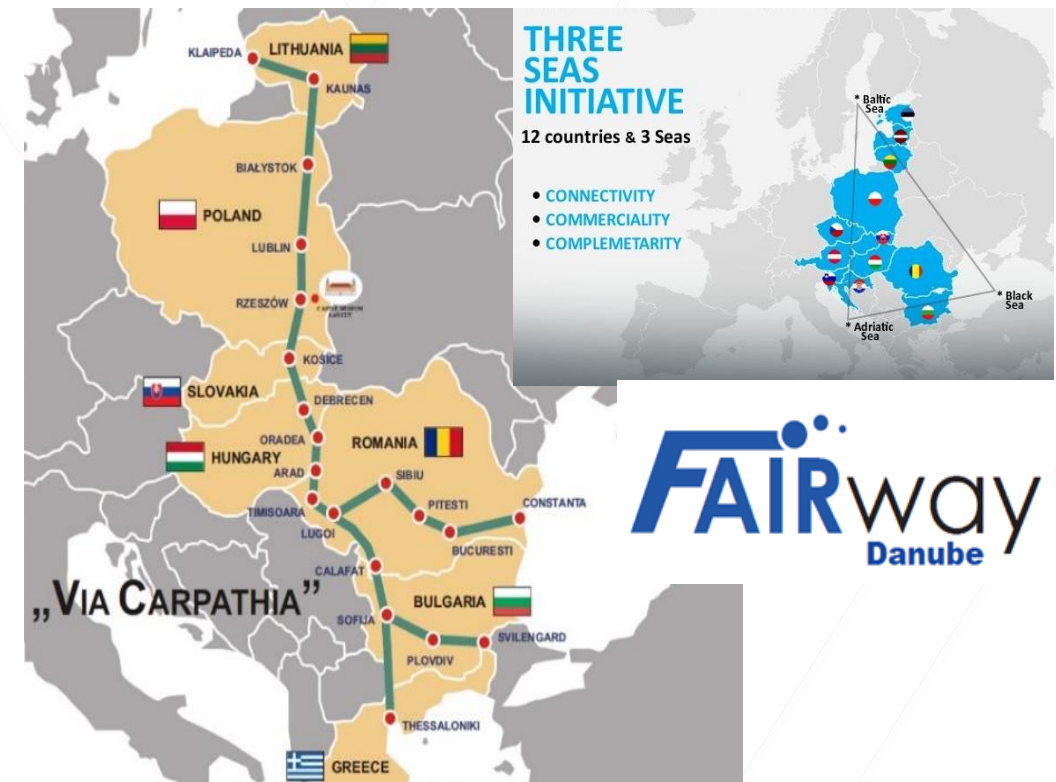 KLAIPEDA
LITHUANIA
KAUNAS
BIAŁYSTOK
POLAND
LUBLIN
RZESZÓW
KOSICE
SLOVAKIA
DEBRECEN
ORADEA
HUNGARY
ROMANIA
ARAD
SIBIU
TIMISOARA
PITESTI
CONSTANTA
LUGOI
BUCURESTI
CALAFAT
„VIA CARPATHIA”
BULGARIA
SOFIJA
SVILENGARD
PLOVDIV
THESSALONIKI
GREECE
THREE
SEAS
INITIATIVE
12 countries & 3 Seas
• CONNECTIVITY
• COMMERCIALITY
• COMPLEMETARITY
* Baltic
Sea
* Black
Sea
* Adriatic
Sea
FAIRway
Danube